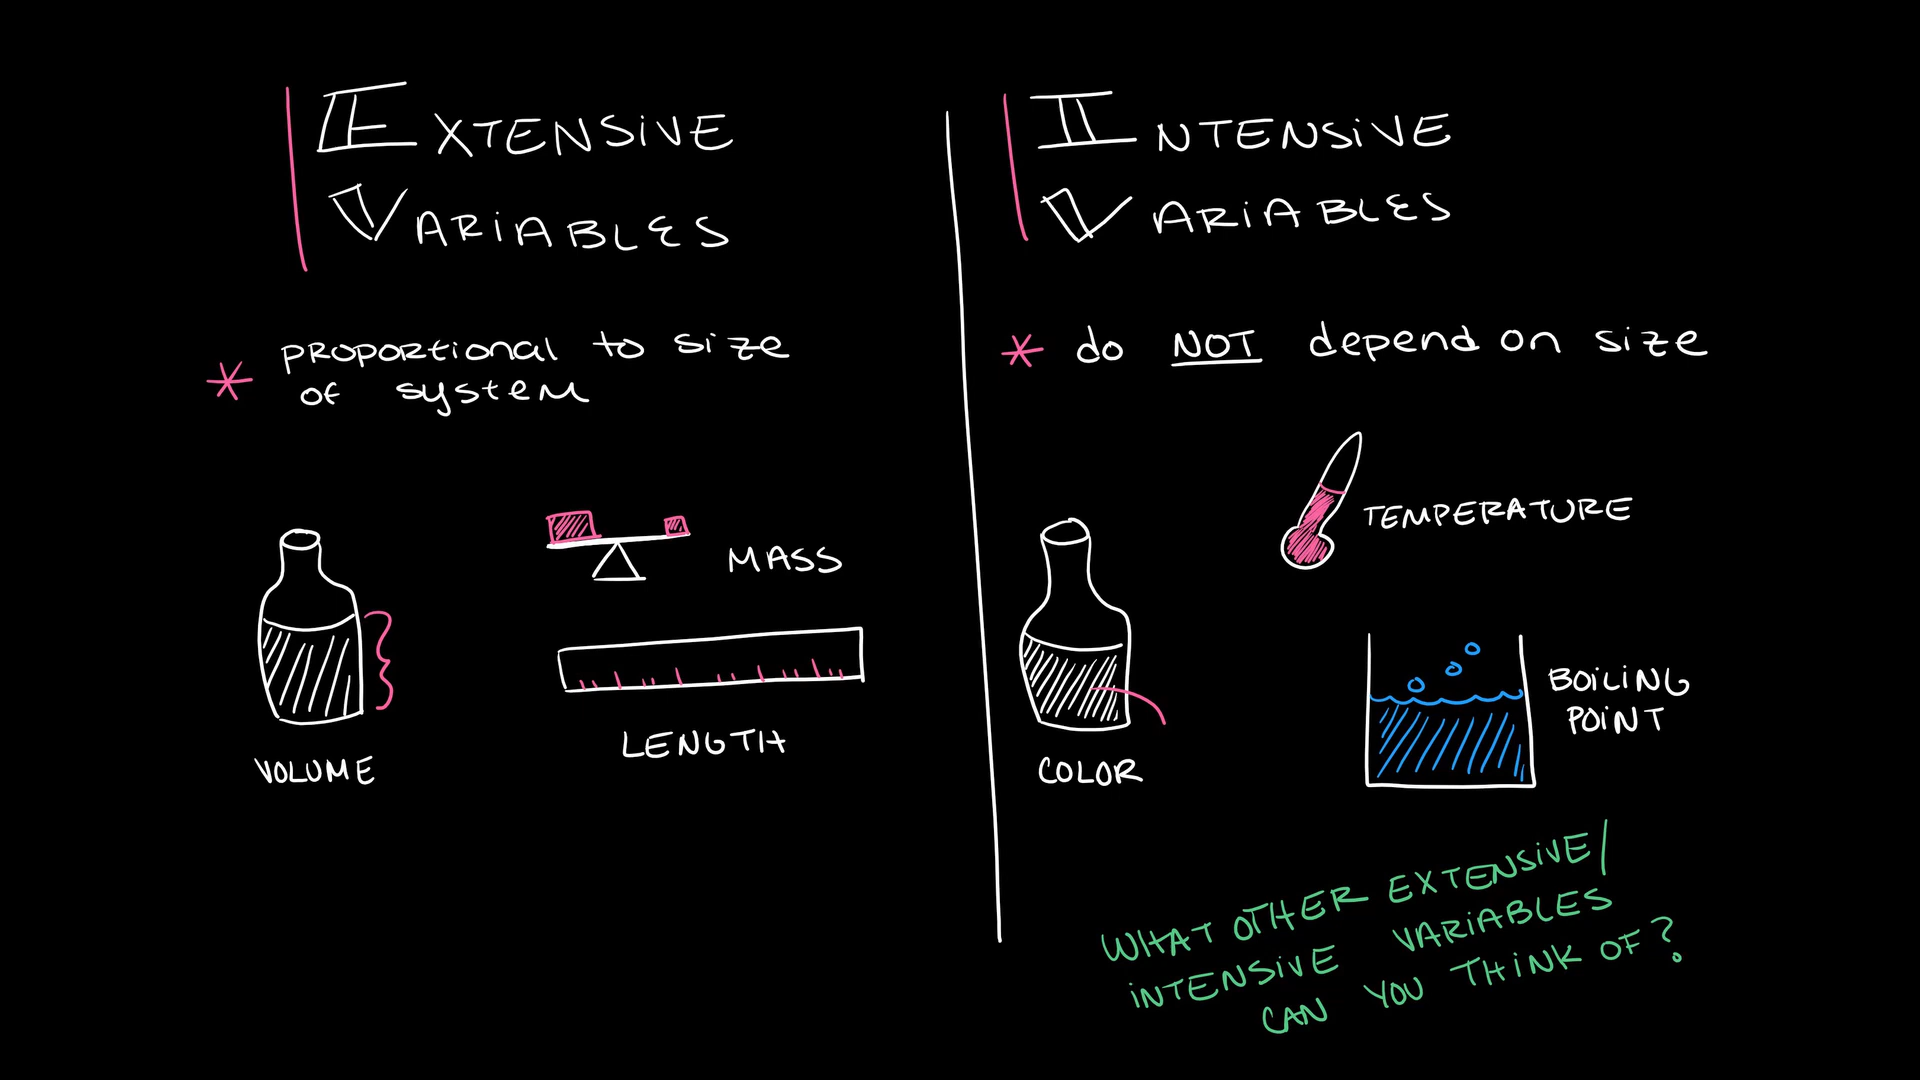 EXTENSiVE
VARiABLES
* PROPORtional to size
of system
VOLUME
MASS
LENGTH
INTENSiVE
VARiABLES
* do NOT depend on size
TEMPERATURE
COLOR
BOiLiNG
POiNT
WHAT OTHER EXTENSiVE/
iNTENSiVE VARiABLES
CAN YOU THiNK OF?